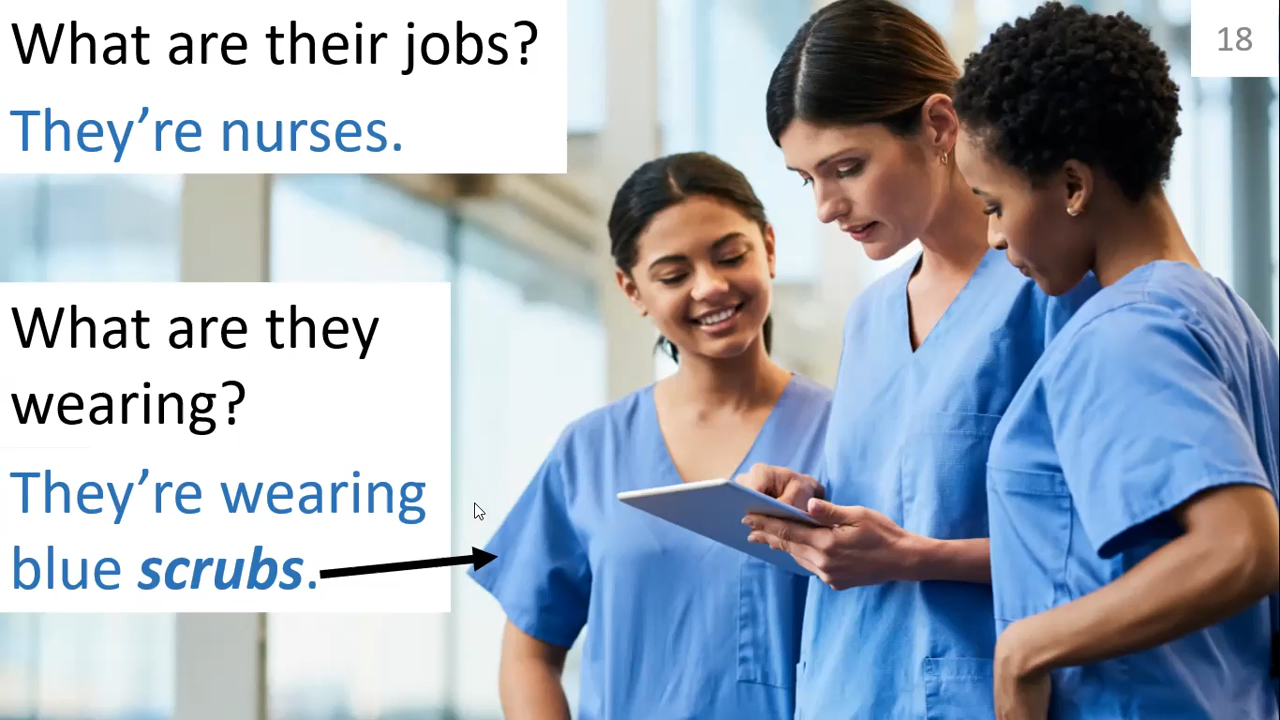 What are their jobs?
They’re nurses.
18
What are they
wearing?
They’re wearing
blue scrubs.